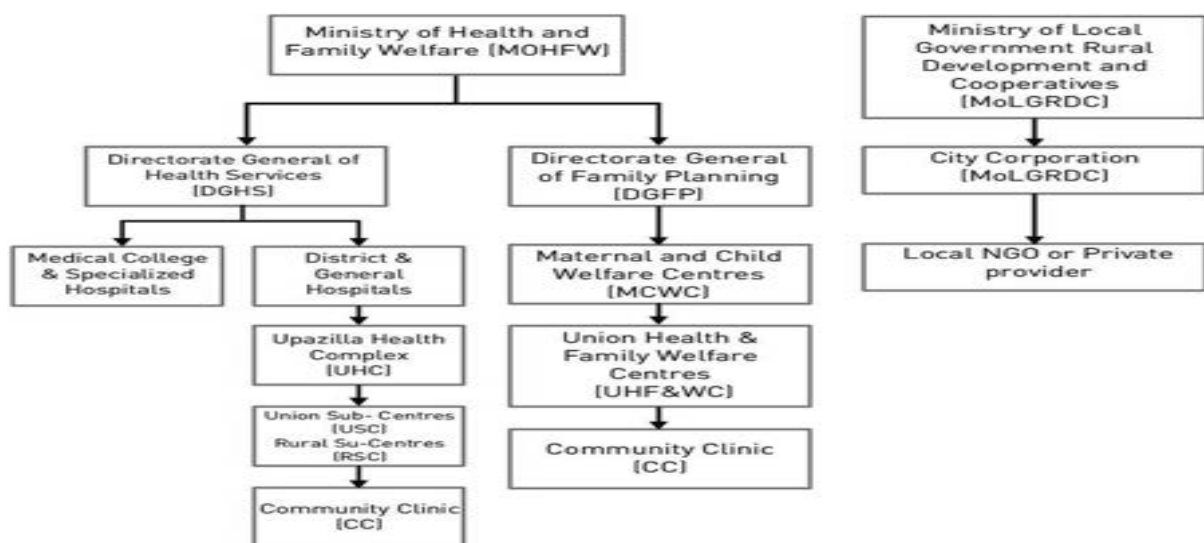 Ministry of Health and
Family Welfare (MOHFW)
Ministry of Local
Government Rural
Development and
Cooperatives
(MoLGRDC)
Directorate General of
Health Services
(DGHS)
Directorate General
of Family Planning
(DGFP)
City Corporation
(MoLGRDC)
Medical College
& Specialized
Hospitals
District &
General
Hospitals
Maternal and Child
Welfare Centres
(MCWC)
Local NGO or Private
provider
Upazilla Health
Complex
(UHC)
Union Health &
Family Welfare
Centres
(UHF&WC)
Union Sub- Centres
(USC)
Rural Su-Centres
(RSC)
Community Clinic
(CC)
Community Clinic
(CC)